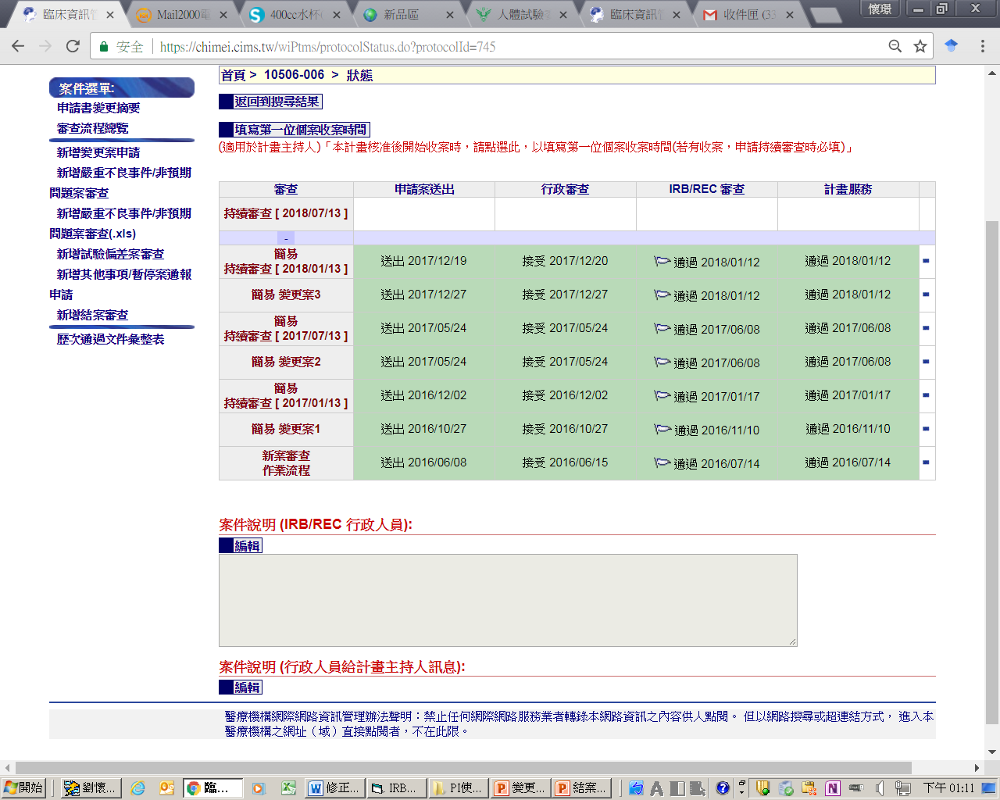 臨床資訊管
Mail2000電
400cc水杯
新品區
人體試驗
臨床資訊管
收件匣 (33
懷環
安全
https://chimei.cims.tw/wiPtms/protocolStatus.do?protocolId=745
案件選單:
申請書變更摘要
審查流程總覽
新增變更案申請
新增嚴重不良事件/非預期
問題案審查
新增嚴重不良事件/非預期
問題案審查(.xls)
新增試驗偏差案審查
新增其他事項/暫停案通報
申請
新增結案審查
歷次通過文件彙整表
首頁 > 10506-006 > 狀態
返回到搜尋結果
填寫第一位個案收案時間
(適用於計畫主持人)「本計畫核准後開始收案時，請點選此，以填寫第一位個案收案時間(若有收案，申請持續審查時必填)」
審查 申請案送出 行政審查 IRB/REC 審查 計畫服務
持續審查 [ 2018/07/13 ]
-
簡易
持續審查 [ 2018/01/13 ] 送出 2017/12/19 接受 2017/12/20 通過 2018/01/12 通過 2018/01/12
簡易 變更案3 送出 2017/12/27 接受 2017/12/27 通過 2018/01/12 通過 2018/01/12
簡易
持續審查 [ 2017/07/13 ] 送出 2017/05/24 接受 2017/05/24 通過 2017/06/08 通過 2017/06/08
簡易 變更案2 送出 2017/05/24 接受 2017/05/24 通過 2017/06/08 通過 2017/06/08
簡易
持續審查 [ 2017/01/13 ] 送出 2016/12/02 接受 2016/12/02 通過 2017/01/17 通過 2017/01/17
簡易 變更案1 送出 2016/10/27 接受 2016/10/27 通過 2016/11/10 通過 2016/11/10
新案審查
作業流程 送出 2016/06/08 接受 2016/06/15 通過 2016/07/14 通過 2016/07/14
案件說明 (IRB/REC 行政人員):
編輯
案件說明 (行政人員給計畫主持人訊息):
編輯
醫療機構網際網路資訊管理辦法聲明：禁止任何網際網路服務業者轉錄本網路資訊之內容供人點閱。 但以網路搜尋或超連結方式， 進入本
醫療機構之網址（域）直接點閱者，不在此限。
開始
劉懷...
臨...
修正...
IRB...
PI使...
變更...
結案...
下午 01:11